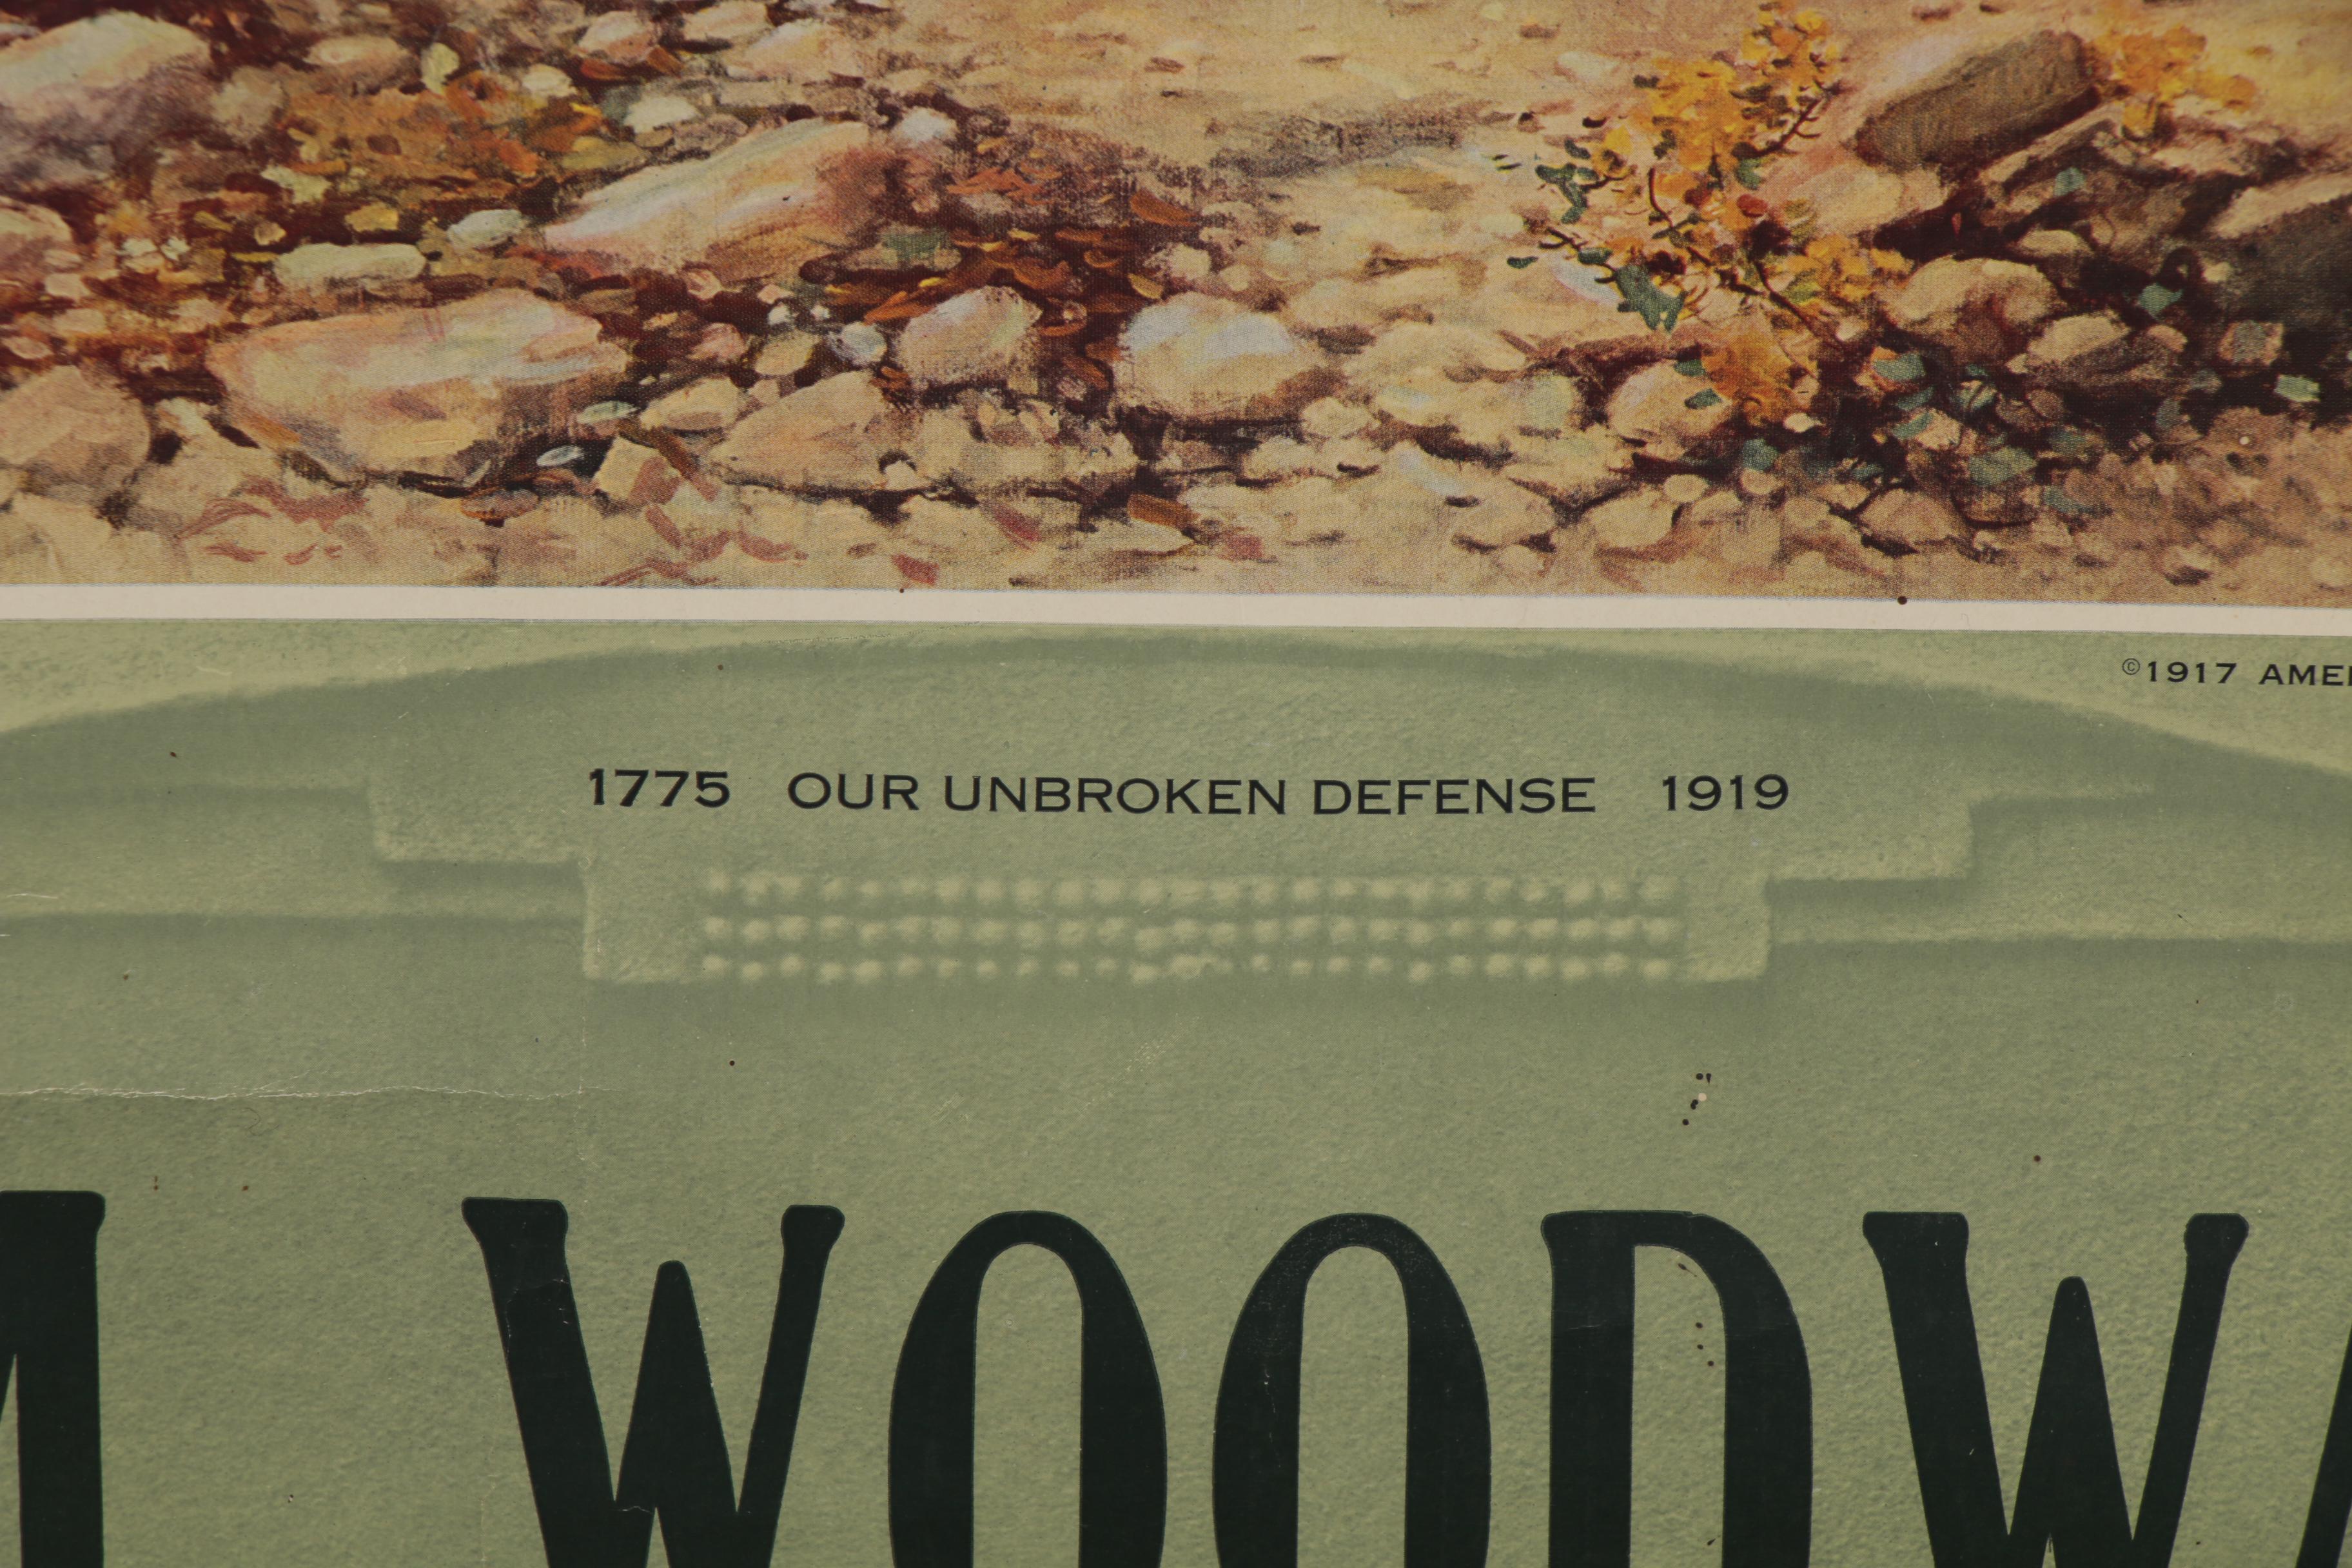 ©1917 AME
1775 OUR UNBROKEN DEFENSE 1919
WOODW